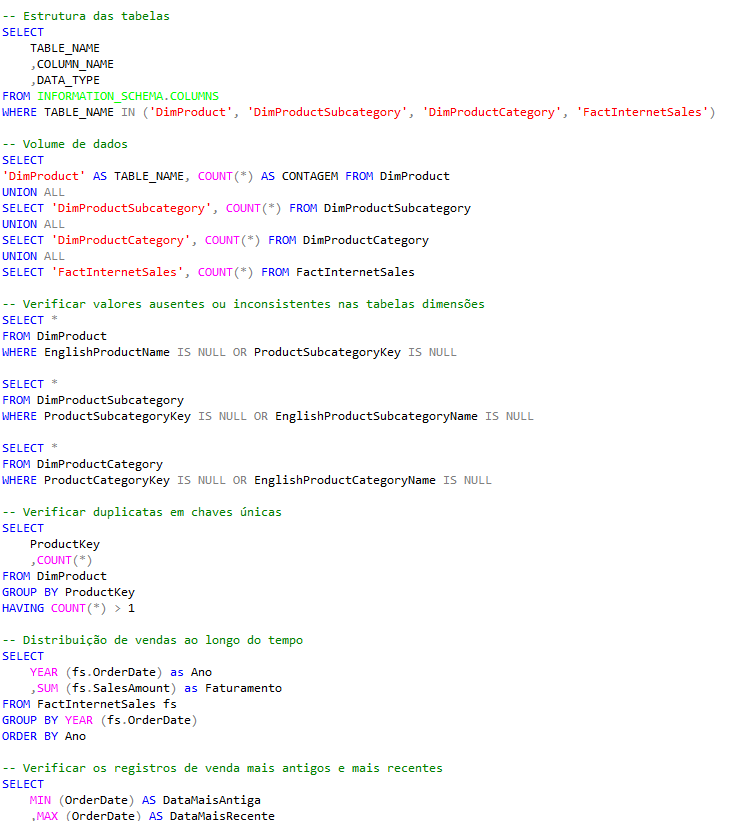 -- Estrutura das tabelas
SELECT
    TABLE_NAME
    ,COLUMN_NAME
    ,DATA_TYPE
FROM INFORMATION_SCHEMA.COLUMNS
WHERE TABLE_NAME IN ('DimProduct', 'DimProductSubcategory', 'DimProductCategory', 'FactInternetSales')

-- Volume de dados
SELECT
'DimProduct' AS TABLE_NAME, COUNT(*) AS CONTAGEM FROM DimProduct
UNION ALL
SELECT 'DimProductSubcategory', COUNT(*) FROM DimProductSubcategory
UNION ALL
SELECT 'DimProductCategory', COUNT(*) FROM DimProductCategory
UNION ALL
SELECT 'FactInternetSales', COUNT(*) FROM FactInternetSales

-- Verificar valores ausentes ou inconsistentes nas tabelas dimensões
SELECT *
FROM DimProduct
WHERE EnglishProductName IS NULL OR ProductSubcategoryKey IS NULL

SELECT *
FROM DimProductSubcategory
WHERE ProductSubcategoryKey IS NULL OR EnglishProductSubcategoryName IS NULL

SELECT *
FROM DimProductCategory
WHERE ProductCategoryKey IS NULL OR EnglishProductCategoryName IS NULL

-- Verificar duplicatas em chaves únicas
SELECT
    ProductKey
    ,COUNT(*)
FROM DimProduct
GROUP BY ProductKey
HAVING COUNT(*) > 1

-- Distribuição de vendas ao longo do tempo
SELECT
    YEAR (fs.OrderDate) as Ano
    ,SUM (fs.SalesAmount) as Faturamento
FROM FactInternetSales fs
GROUP BY YEAR (fs.OrderDate)
ORDER BY Ano

-- Verificar os registros de venda mais antigos e mais recentes
SELECT
    MIN (OrderDate) AS DataMaisAntiga
    ,MAX (OrderDate) AS DataMaisRecente